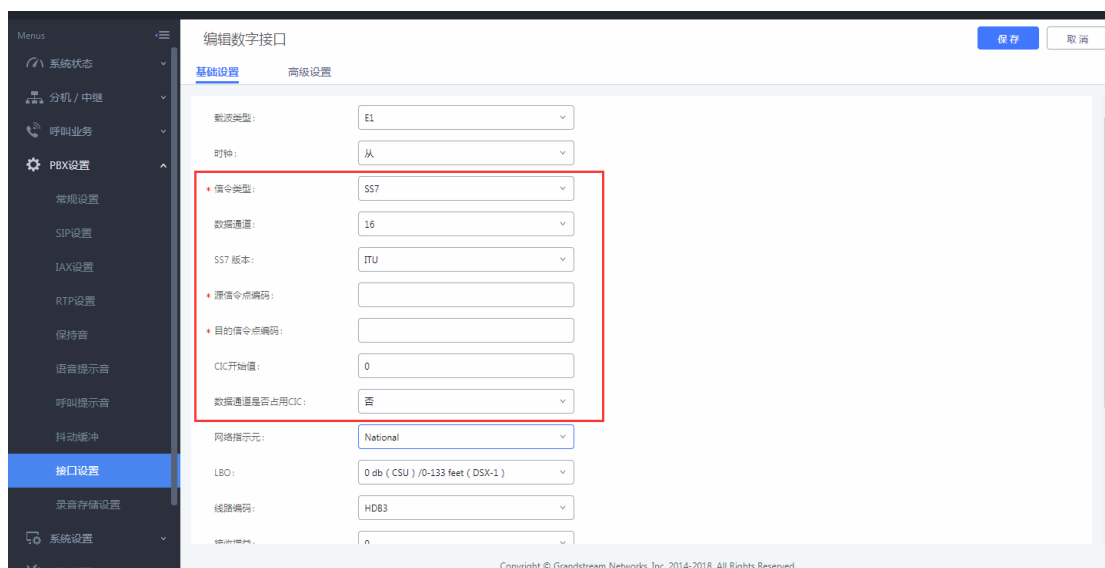 Menus
系统状态
分机 / 中继
呼叫业务
PBX设置
常规设置
SIP设置
IAX设置
RTP设置
保持音
语音提示音
呼叫提示音
抖动缓冲
接口设置
录音存储设置
系统设置
编辑数字接口
保存
取消
基础设置
高级设置
载波类型:
E1
时钟:
从
* 信令类型:
SS7
数据通道:
16
SS7 版本:
ITU
* 源信令点编码:
* 目的信令点编码:
CIC开始值:
0
数据通道是否占用CIC:
否
网络指示元:
National
LBO:
0 db ( CSU ) /0-133 feet ( DSX-1 )
线路编码:
HDB3
接收增益:
0
Copyright © Grandstream Networks, Inc. 2014-2018. All Rights Reserved.